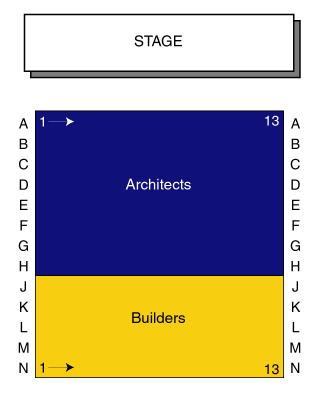 STAGE
A 1 13 A
B B
C C
D Architects D
E E
F F
G G
H H
J J
K K
Builders
L L
M M
N 1 13 N